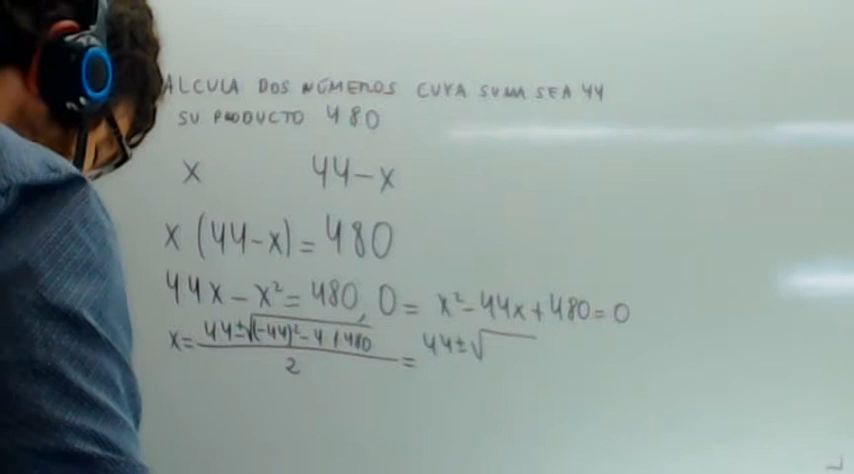 ALCULA DOS NÚMEROS CUYA SUMA SEA 44
SU PRODUCTO 480
x 44-x
x (44-x) = 480
44x - x² = 480, 0 = x² - 44x + 480 = 0
x = 44±√(-44)² - 4·1·480 / 2 = 44±√